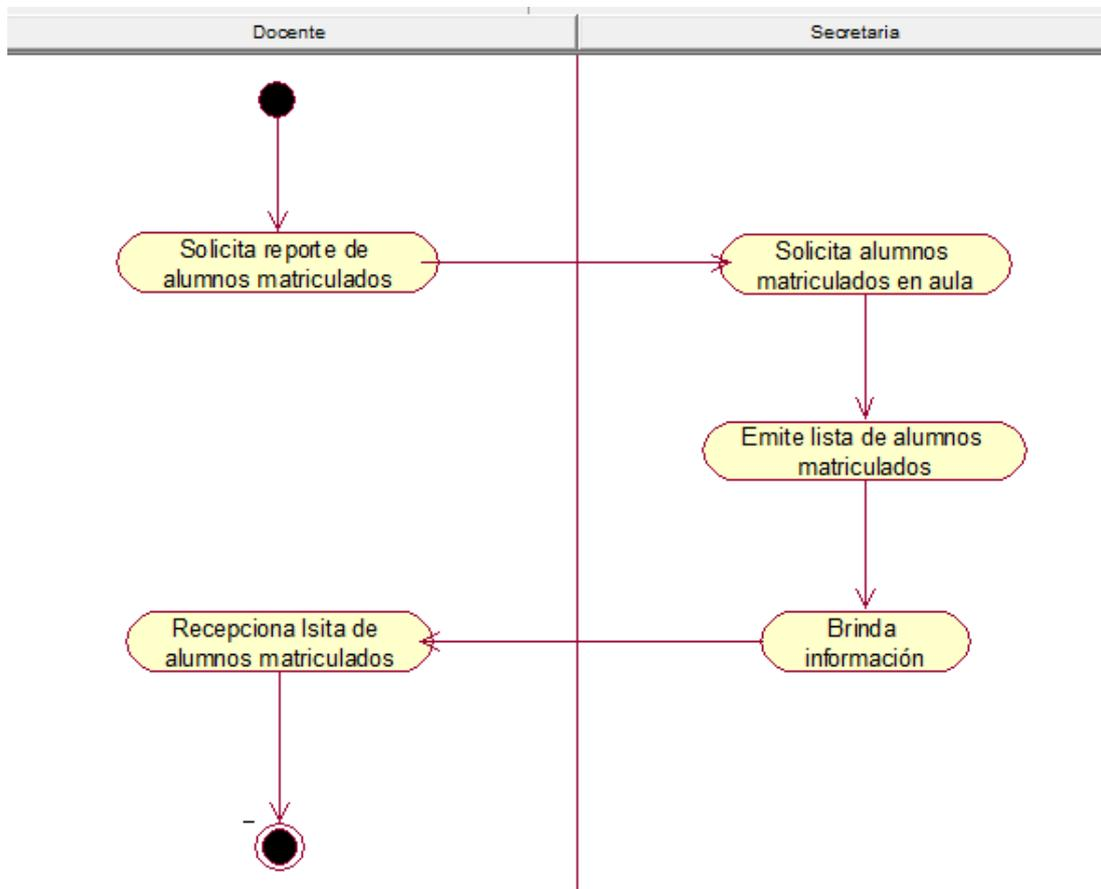 Docente
Secretaria
Solicita reporte de
alumnos matriculados
Solicita alumnos
matriculados en aula
Emite lista de alumnos
matriculados
Brinda
información
Recepciona lsita de
alumnos matriculados